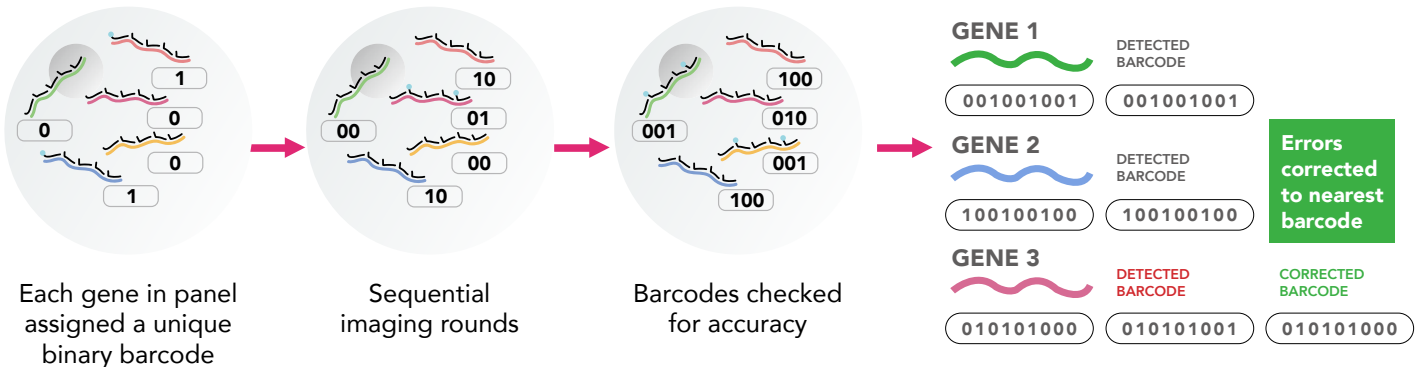 1
0
0
0
1
Each gene in panel
assigned a unique
binary barcode
10
01
00
00
10
Sequential
imaging rounds
100
010
001
001
100
Barcodes checked
for accuracy
GENE 1
DETECTED
BARCODE
001001001
001001001
GENE 2
DETECTED
BARCODE
100100100
100100100
Errors
corrected
to nearest
barcode
GENE 3
DETECTED
BARCODE
CORRECTED
BARCODE
010101000
010101001
010101000